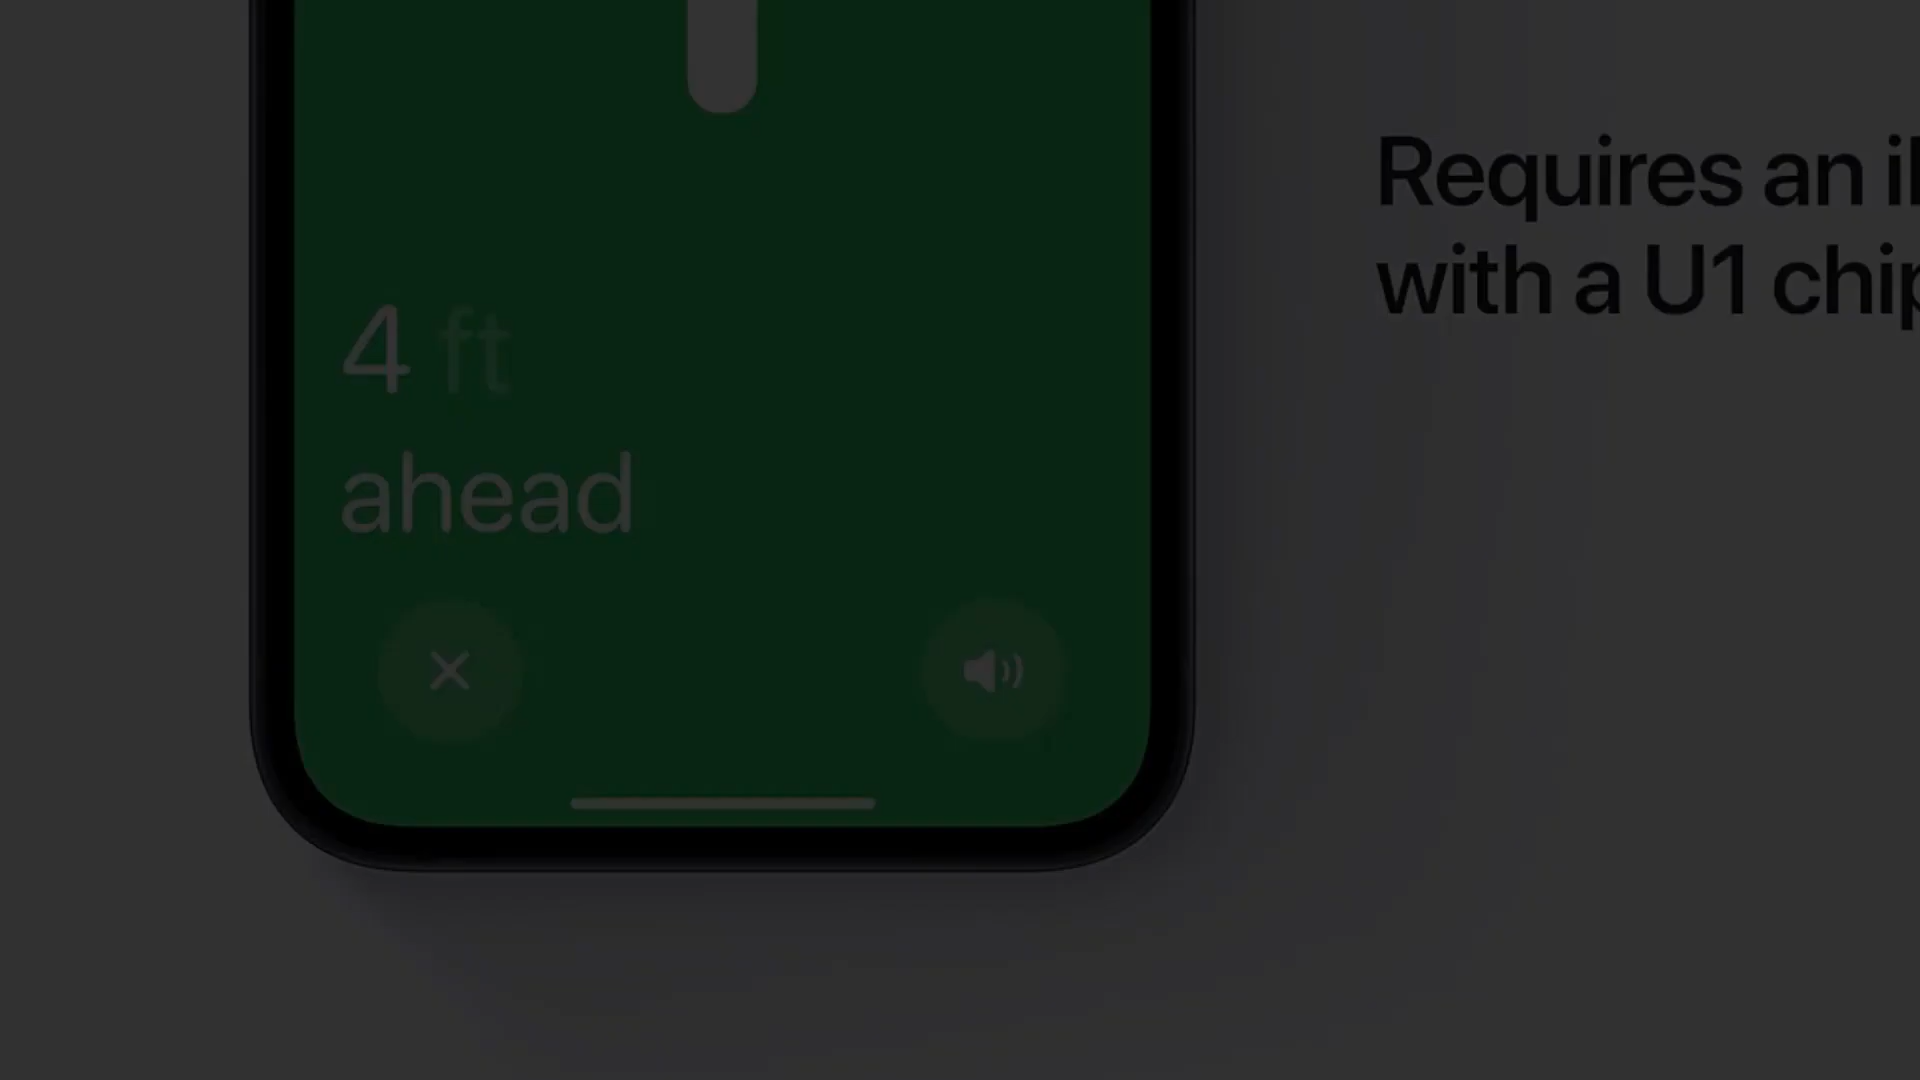 4 ft
ahead
Requires an
with a U1 chip